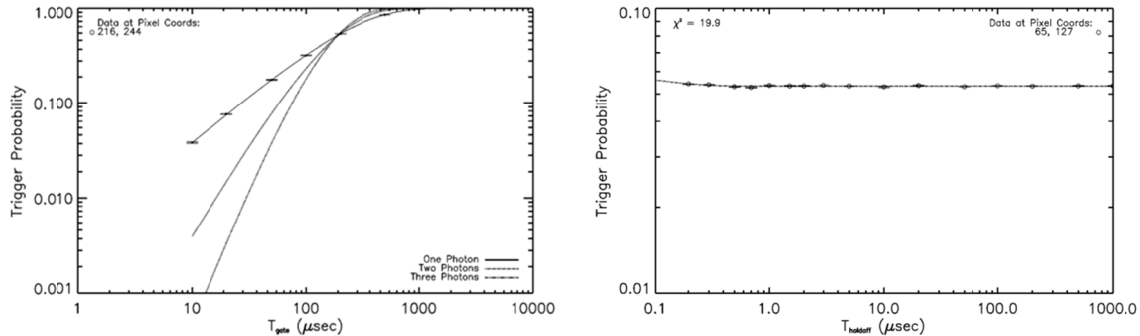 1.000
0.100
0.010
0.001
Trigger Probability
Data at Pixel Coords:
216, 244
One Photon
Two Photons
Three Photons
1 10 100 1000 10000
Tgate (μsec)
0.10
0.01
Trigger Probability
χ² = 19.9
Data at Pixel Coords:
65, 127
0.1 1.0 10.0 100.0 1000.0
Tholdoff (μsec)